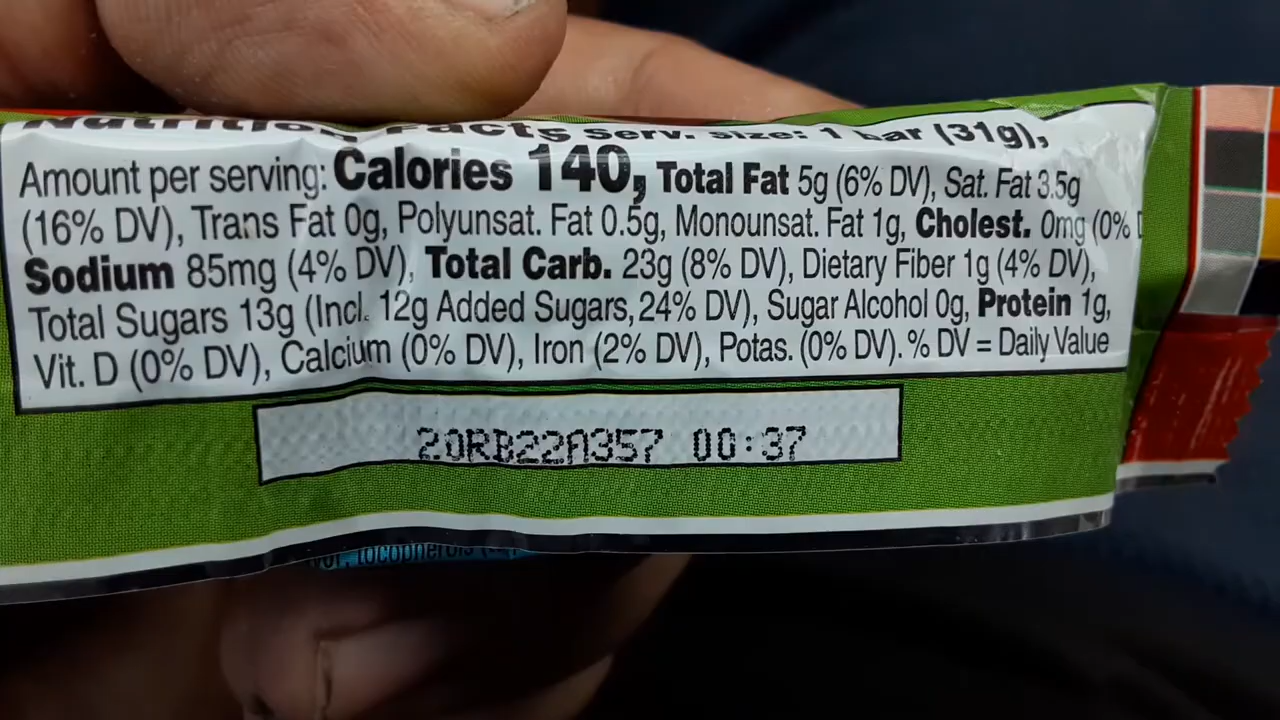 Nutrition Facts Serv. size: 1 bar (31g),
Amount per serving: Calories 140, Total Fat 5g (6% DV), Sat. Fat 3.5g
(16% DV), Trans Fat 0g, Polyunsat. Fat 0.5g, Monounsat. Fat 1g, Cholest. 0mg (0%
Sodium 85mg (4% DV), Total Carb. 23g (8% DV), Dietary Fiber 1g (4% DV),
Total Sugars 13g (Incl. 12g Added Sugars, 24% DV), Sugar Alcohol 0g, Protein 1g,
Vit. D (0% DV), Calcium (0% DV), Iron (2% DV), Potas. (0% DV). % DV = Daily Value
20RB22A357 00:37
tocopherols